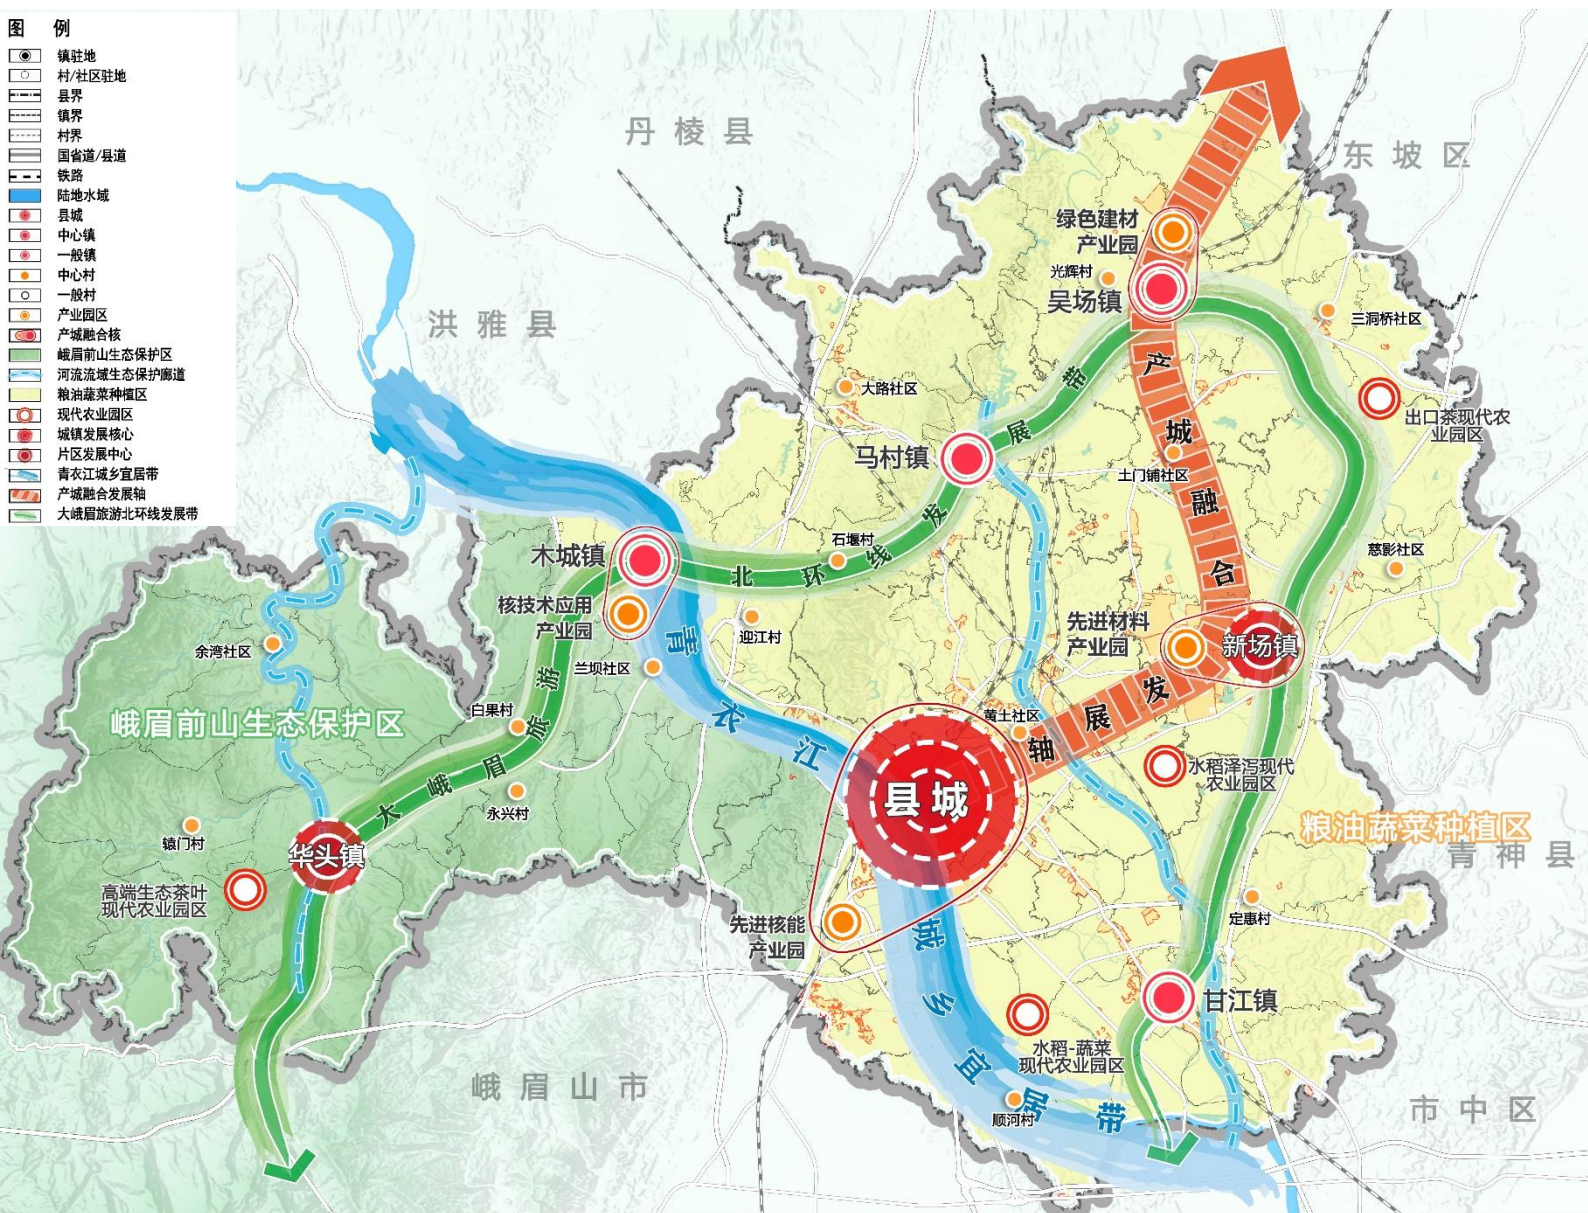 图 例
镇驻地
村/社区驻地
县界
镇界
村界
国省道/县道
铁路
陆地水域
县城
中心镇
一般镇
中心村
一般村
产业园区
产城融合核
峨眉前山生态保护区
河流流域生态保护廊道
粮油蔬菜种植区
现代农业园区
城镇发展核心
片区发展中心
青衣江城乡宜居带
产城融合发展轴
大峨眉旅游北环线发展带
丹棱县
东坡区
洪雅县
绿色建材
产业园
光辉村
吴场镇
三洞桥社区
大路社区
出口茶现代农
业园区
马村镇
土门铺社区
木城镇
石堰村
慈影社区
核技术应用
产业园
迎江村
先进材料
产业园
新场镇
余湾社区
兰坝社区
峨眉前山生态保护区
白果村
黄土社区
永兴村
县城
水稻泽泻现代
农业园区
粮油蔬菜种植区
青神县
辕门村
华头镇
高端生态茶叶
现代农业园区
先进核能
产业园
定惠村
甘江镇
水稻-蔬菜
现代农业园区
顺河村
峨眉山市
市中区
大峨眉旅游北环线发展带
产城融合发展轴
青衣江城乡宜居带